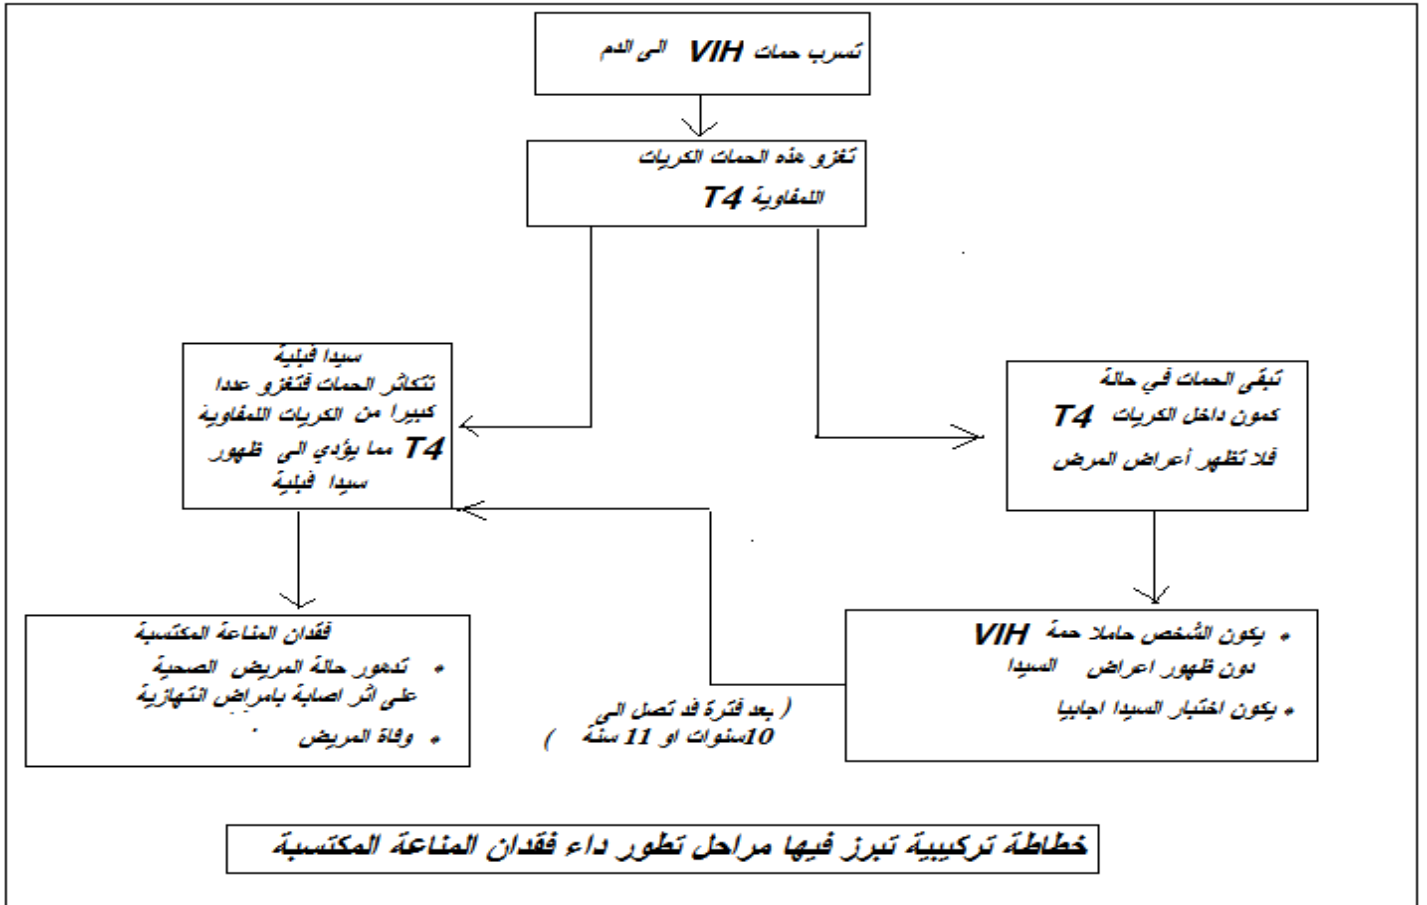 تسرب حمات VIH الى الدم
تغزو هذه الحمات الكريات
اللمفاوية T4
سيدا قبلية
تتكاثر الحمات فتغزو عددا
كبيرا من الكريات اللمفاوية
T4 مما يؤدي الى ظهور
سيدا قبلية
تبقى الحمات في حالة
كمون داخل الكريات T4
فلا تظهر أعراض المرض
* يكون الشخص حاملا حمة VIH
دون ظهور اعراض السيدا
* يكون اختبار السيدا اجابيا
( بعد فترة قد تصل الى
10سنوات او 11 سنة )
فقدان المناعة المكتسبة
* تدهور حالة المريض الصحية
على اثر اصابة بامراض انتهازية
* وفاة المريض
خطاطة تركيبية تبرز فيها مراحل تطور داء فقدان المناعة المكتسبة